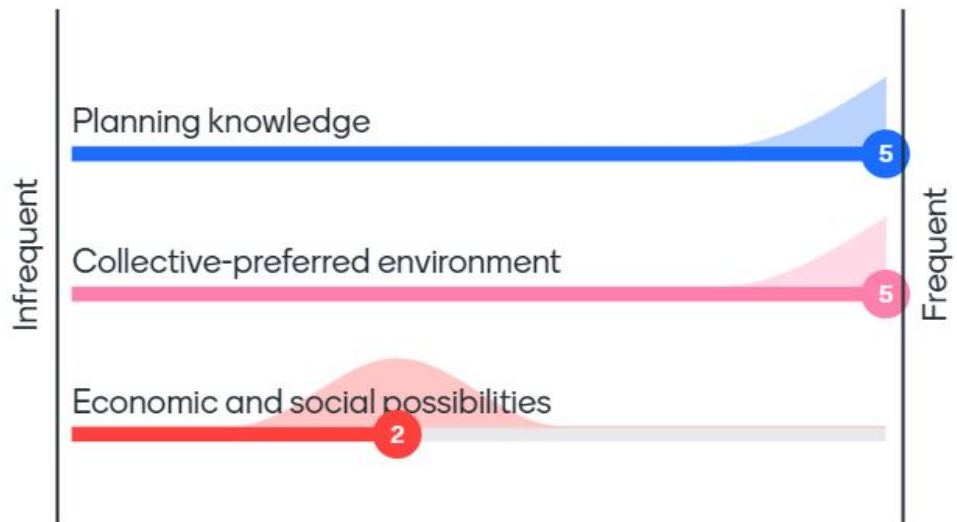 Planning knowledge
5
Infrequent
Collective-preferred environment
5
Frequent
Economic and social possibilities
2